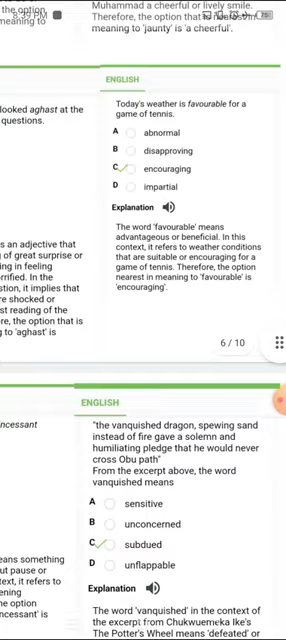 8:39 PM
the option
meaning to
Muhammad a cheerful or lively smile.
Therefore, the option that is nearest in
meaning to 'jaunty' is 'a cheerful'.
ENGLISH
looked aghast at the
questions.
Today's weather is favourable for a
game of tennis.
A abnormal
B disapproving
C encouraging
D impartial
Explanation
s an adjective that
g of great surprise or
ing in feeling
rrified. In the
stion, it implies that
re shocked or
st reading of the
re, the option that is
g to 'aghast' is
The word 'favourable' means
advantageous or beneficial. In this
context, it refers to weather conditions
that are suitable or encouraging for a
game of tennis. Therefore, the option
nearest in meaning to 'favourable' is
'encouraging'.
6 / 10
ENGLISH
ncessant
"the vanquished dragon, spewing sand
instead of fire gave a solemn and
humiliating pledge that he would never
cross Obu path"
From the excerpt above, the word
vanquished means
A sensitive
B unconcerned
C subdued
D unflappable
Explanation
eans something
ut pause or
text, it refers to
ening
he option
ncessant' is
The word 'vanquished' in the context of
the excerpt from Chukwuemeka Ike's
The Potter's Wheel means 'defeated' or